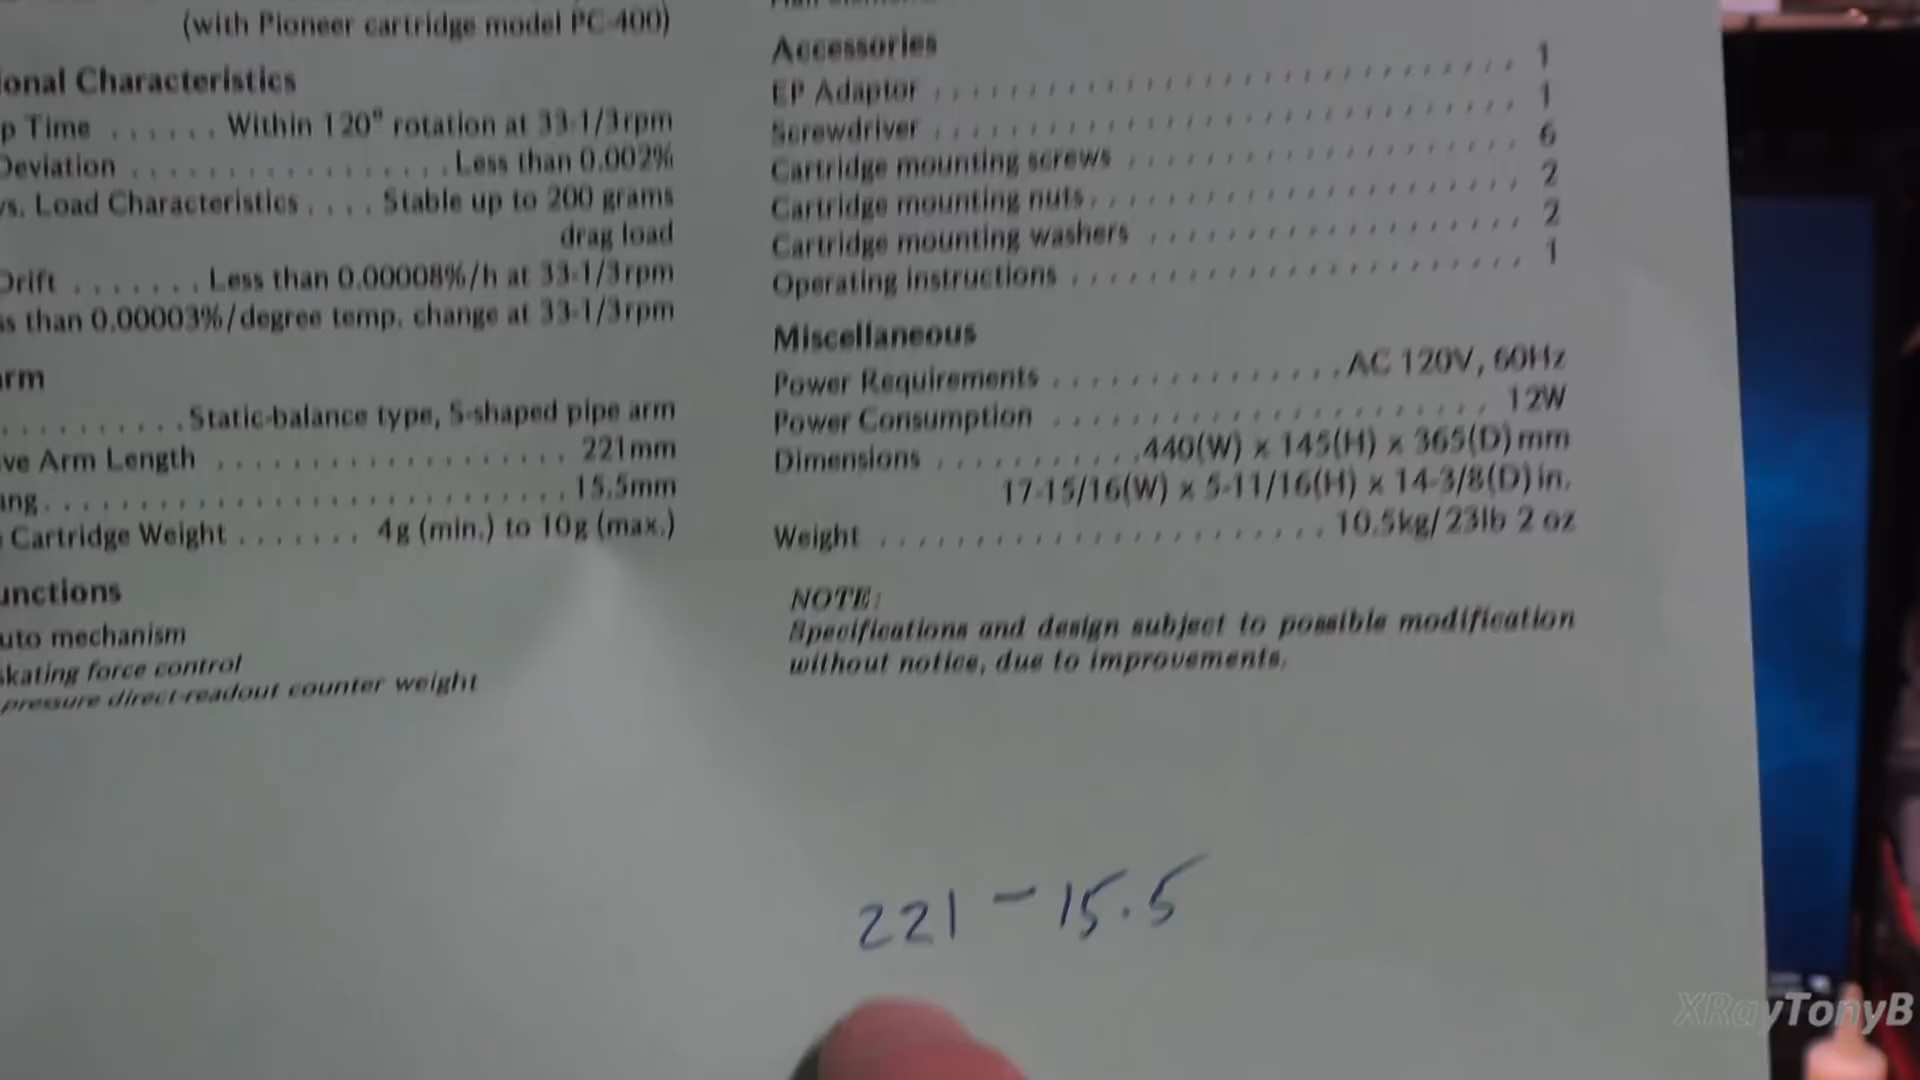 (with Pioneer cartridge model PC-400)
ional Characteristics
p Time ...... Within 120° rotation at 33-1/3rpm
Deviation ................ Less than 0.002%
vs. Load Characteristics .... Stable up to 200 grams
drag load
Drift ....... Less than 0.00008%/h at 33-1/3rpm
ss than 0.00003%/degree temp. change at 33-1/3rpm
rm
.......... Static-balance type, S-shaped pipe arm
ve Arm Length .................. 221mm
ang ........................... 15.5mm
Cartridge Weight ....... 4g (min.) to 10g (max.)
unctions
uto mechanism
skating force control
pressure direct-readout counter weight
Accessories
EP Adaptor ........................................ 1
Screwdriver ........................................ 1
Cartridge mounting screws ........................... 6
Cartridge mounting nuts ............................ 2
Cartridge mounting washers ......................... 2
Operating instructions .............................. 1
Miscellaneous
Power Requirements ............... AC 120V, 60Hz
Power Consumption ....................... 12W
Dimensions ........... 440(W) x 145(H) x 365(D)mm
17-15/16(W) x 5-11/16(H) x 14-3/8(D)in.
Weight ............................. 10.5kg/23lb 2 oz
NOTE:
Specifications and design subject to possible modification
without notice, due to improvements.
221 - 15.5
XRayTonyB